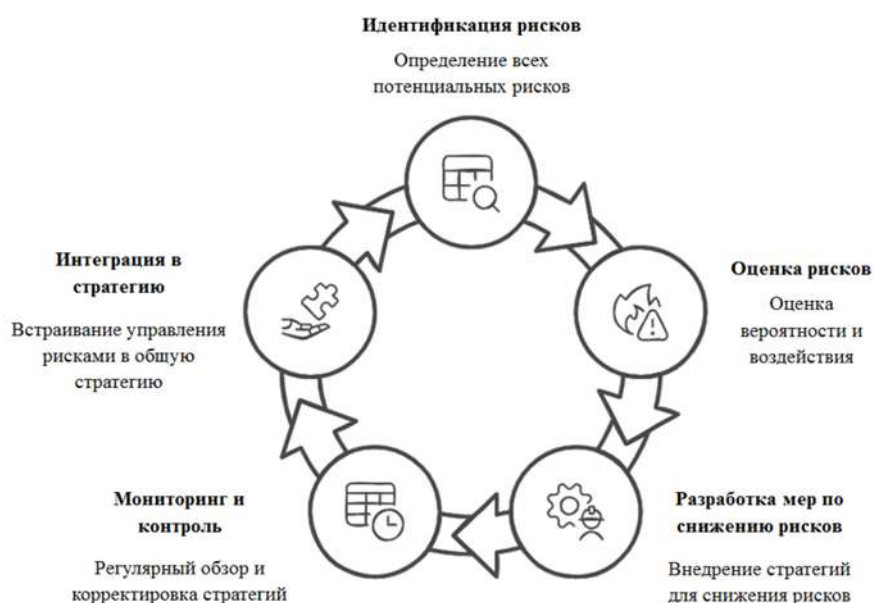 Идентификация рисков
Определение всех
потенциальных рисков
Оценка рисков
Оценка
вероятности и
воздействия
Разработка мер по
снижению рисков
Внедрение стратегий
для снижения рисков
Мониторинг и
контроль
Регулярный обзор и
корректировка стратегий
Интеграция в
стратегию
Встраивание управления
рисками в общую
стратегию